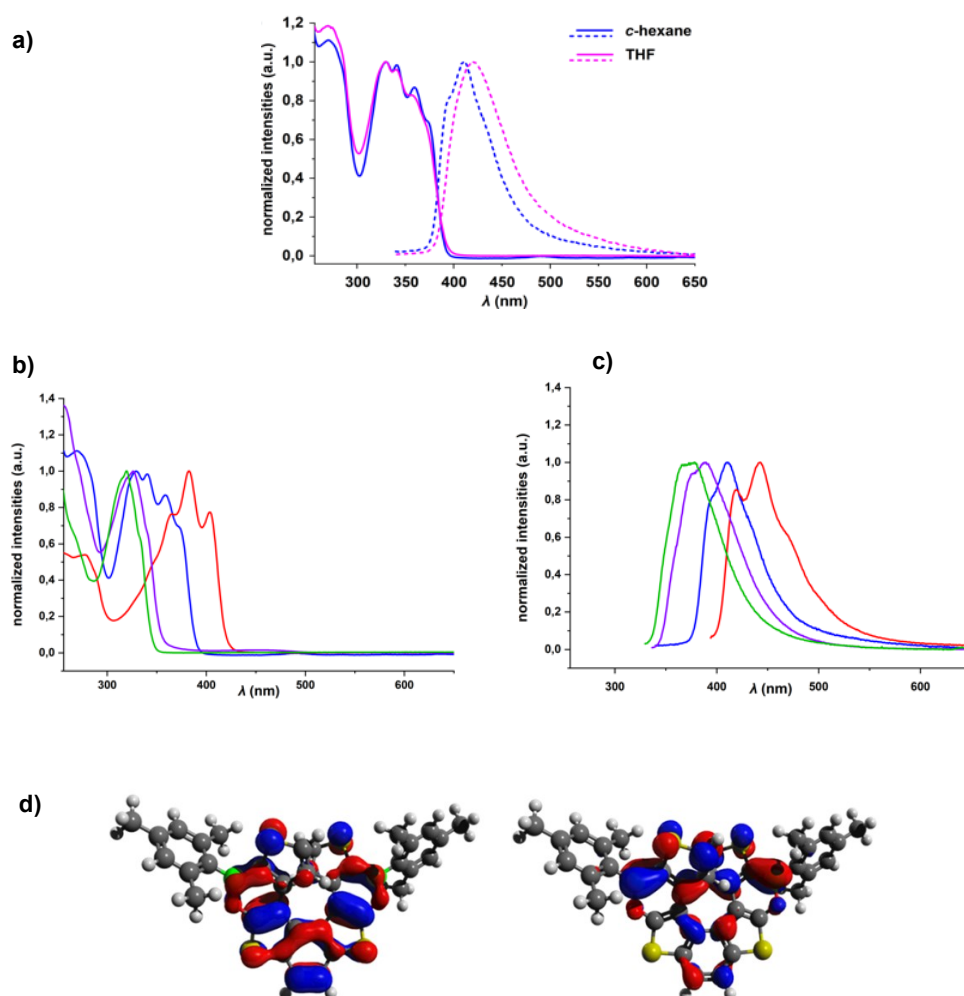 a)
normalized intensities (a.u.)
1,2
1,0
0,8
0,6
0,4
0,2
0,0
300 350 400 450 500 550 600 650
λ (nm)
c-hexane
THF
b)
normalized intensities (a.u.)
1,4
1,2
1,0
0,8
0,6
0,4
0,2
0,0
300 400 500 600
λ (nm)
c)
normalized intensities (a.u.)
1,4
1,2
1,0
0,8
0,6
0,4
0,2
0,0
300 400 500 600
λ (nm)
d)